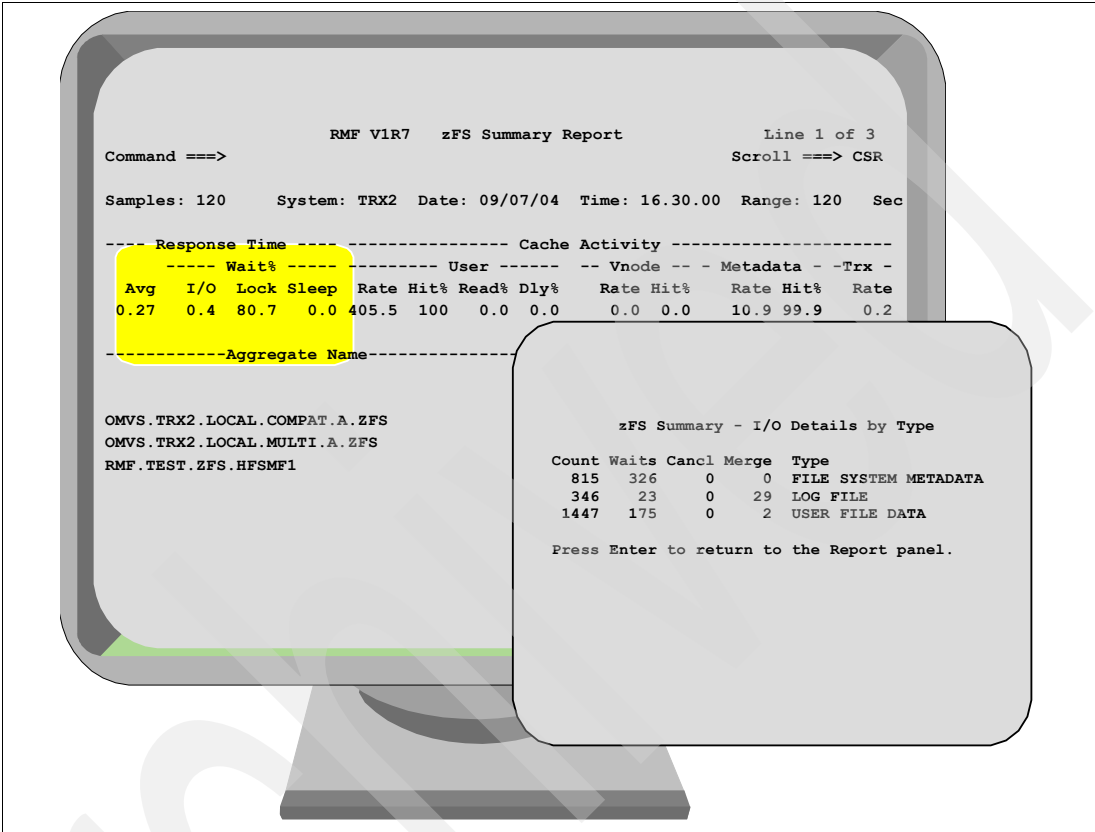 RMF V1R7 zFS Summary Report Line 1 of 3
Command ===> Scroll ===> CSR
Samples: 120 System: TRX2 Date: 09/07/04 Time: 16.30.00 Range: 120 Sec
---- Response Time ---- ---------------- Cache Activity ----------------------
----- Wait% ----- --------- User ------ -- Vnode -- - Metadata - -Trx -
Avg I/O Lock Sleep Rate Hit% Read% Dly% Rate Hit% Rate Hit% Rate
0.27 0.4 80.7 0.0 405.5 100 0.0 0.0 0.0 0.0 10.9 99.9 0.2
------------Aggregate Name---------------
OMVS.TRX2.LOCAL.COMPAT.A.ZFS
OMVS.TRX2.LOCAL.MULTI.A.ZFS
RMF.TEST.ZFS.HFSMF1
zFS Summary - I/O Details by Type
Count Waits Cancl Merge Type
815 326 0 0 FILE SYSTEM METADATA
346 23 0 29 LOG FILE
1447 175 0 2 USER FILE DATA
Press Enter to return to the Report panel.